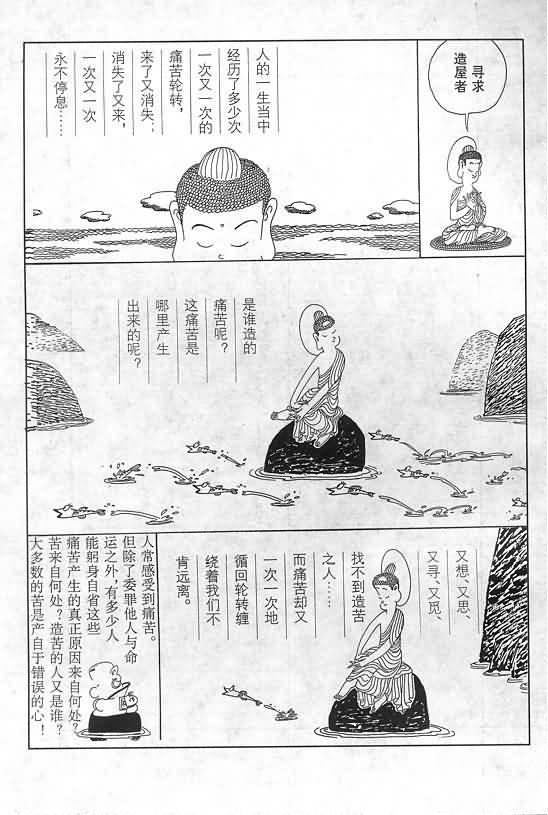 寻求
造屋者
人的一生当中
经历了多少次
一次又一次的
痛苦轮转，
来了又消失；
消失了又来，
一次又一次
永不停息……
是谁造的
痛苦呢？
这痛苦是
哪里产生
出来的呢？
又想、又思、
又寻、又觅、
找不到造苦
之人……
而痛苦却又
一次一次地
循回轮转缠
绕着我们不
肯远离。
人常感受到痛苦。
但除了委罪他人与命
运之外，有多少人
能躬身自省这些
痛苦产生的真正原因来自何处？
苦来自何处？造苦的人又是谁？
大多数的苦是产自于错误的心！